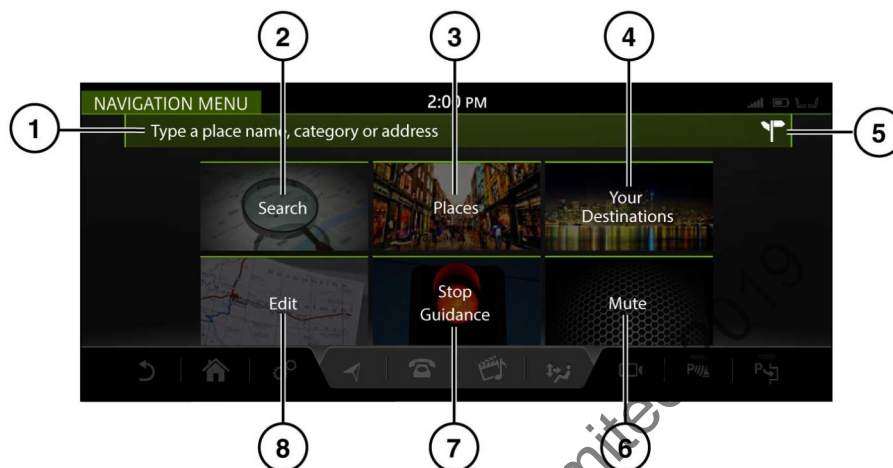 2
3
4
NAVIGATION MENU
2:00 PM
1
Type a place name, category or address
5
Search
Places
Your
Destinations
Edit
Stop
Guidance
Mute
8
7
6